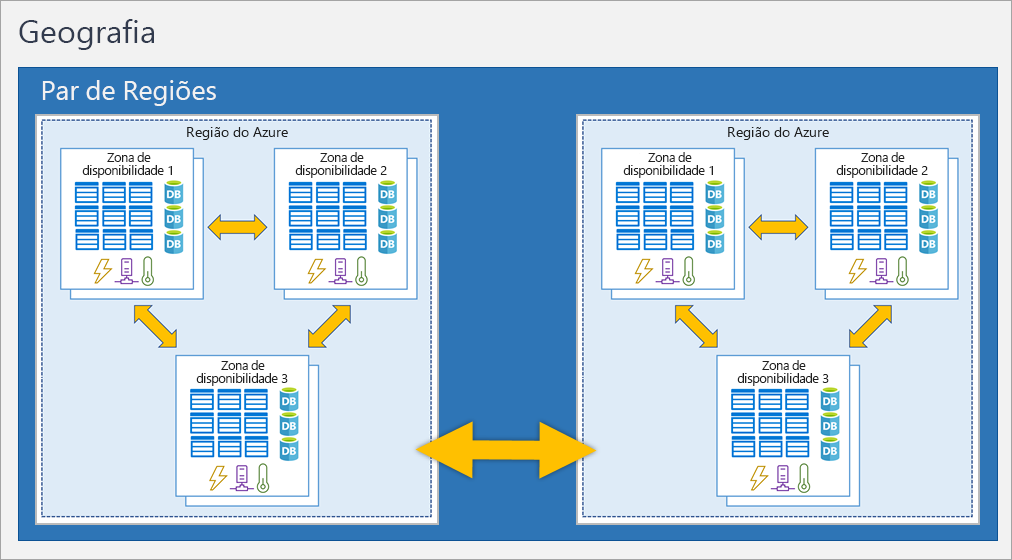 Geografia
Par de Regiões
Região do Azure
Zona de
disponibilidade 1
DB
DB
DB
Zona de
disponibilidade 2
DB
DB
DB
Zona de
disponibilidade 3
DB
DB
DB
Região do Azure
Zona de
disponibilidade 1
DB
DB
DB
Zona de
disponibilidade 2
DB
DB
DB
Zona de
disponibilidade 3
DB
DB
DB